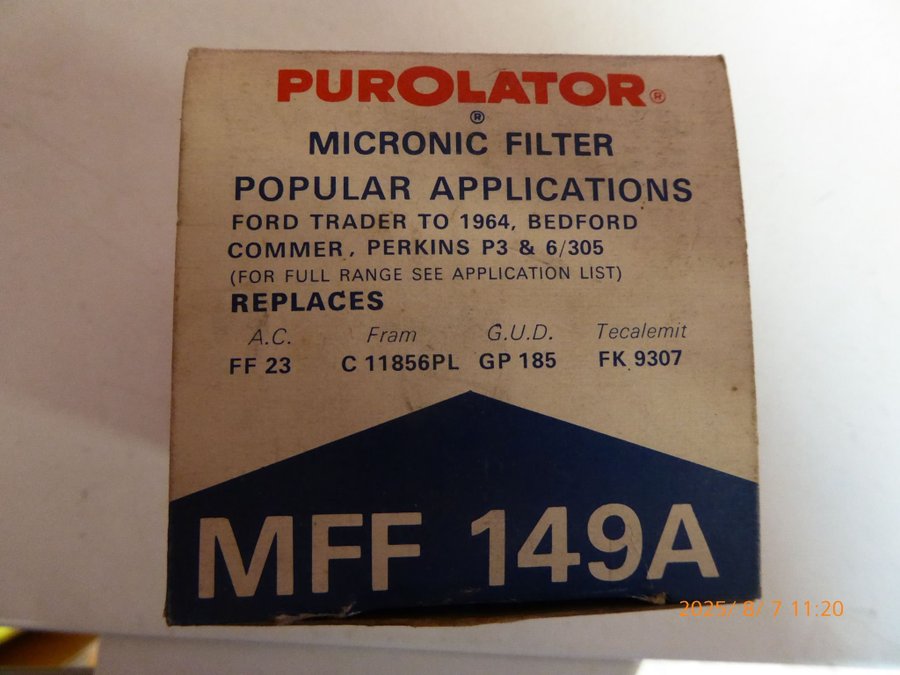 PUROLATOR®
®
MICRONIC FILTER
POPULAR APPLICATIONS
FORD TRADER TO 1964, BEDFORD
COMMER, PERKINS P3 & 6/305
(FOR FULL RANGE SEE APPLICATION LIST)
REPLACES
A.C. Fram G.U.D. Tecalemit
FF 23 C 11856PL GP 185 FK 9307
MFF 149A
2025/ 8/ 7 11:20